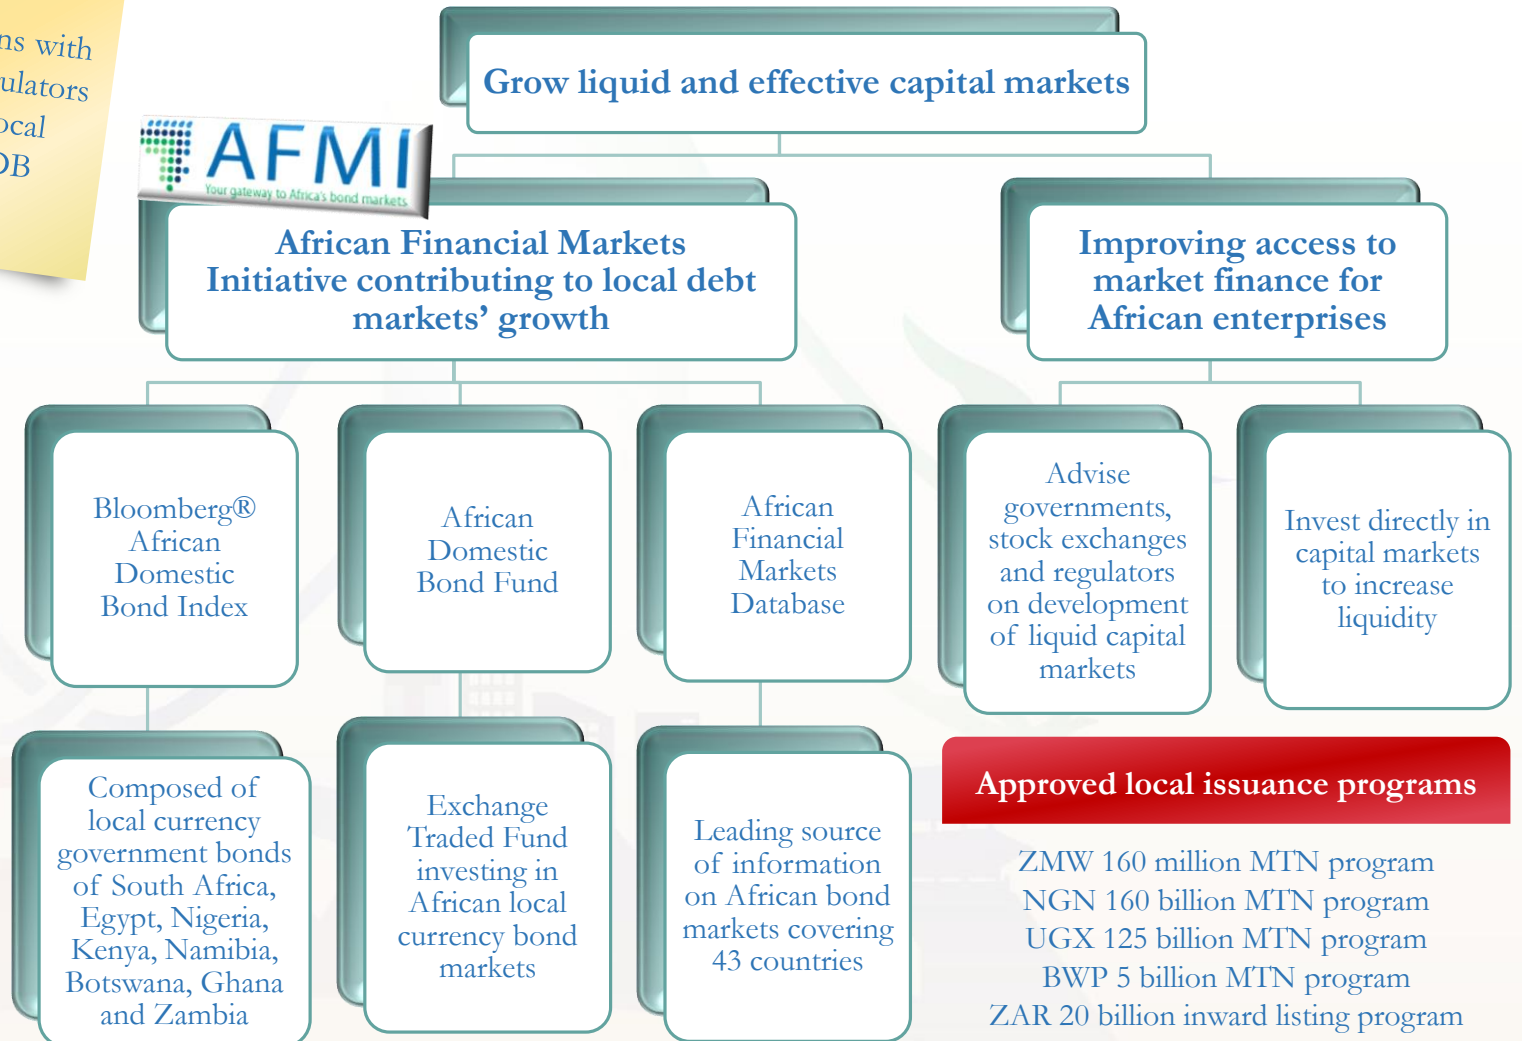 ns with
ulators
ocal
DB
Grow liquid and effective capital markets
AFMI
Your gateway to Africa's bond markets
African Financial Markets
Initiative contributing to local debt
markets’ growth
Improving access to
market finance for
African enterprises
Bloomberg®
African
Domestic
Bond Index
African
Domestic
Bond Fund
African
Financial
Markets
Database
Advise
governments,
stock exchanges
and regulators
on development
of liquid capital
markets
Invest directly in
capital markets
to increase
liquidity
Composed of
local currency
government bonds
of South Africa,
Egypt, Nigeria,
Kenya, Namibia,
Botswana, Ghana
and Zambia
Exchange
Traded Fund
investing in
African local
currency bond
markets
Leading source
of information
on African bond
markets covering
43 countries
Approved local issuance programs
ZMW 160 million MTN program
NGN 160 billion MTN program
UGX 125 billion MTN program
BWP 5 billion MTN program
ZAR 20 billion inward listing program